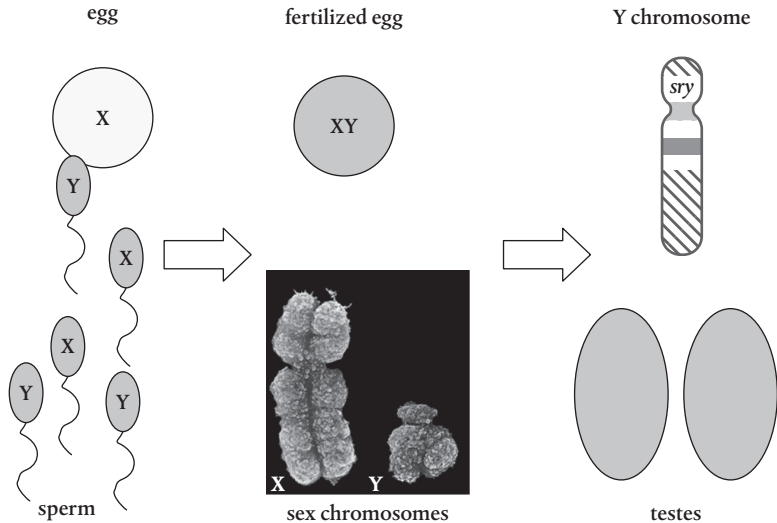 egg
fertilized egg
Y chromosome
X
XY
sry
Y
X
X
Y
Y
X
Y
sperm
sex chromosomes
testes